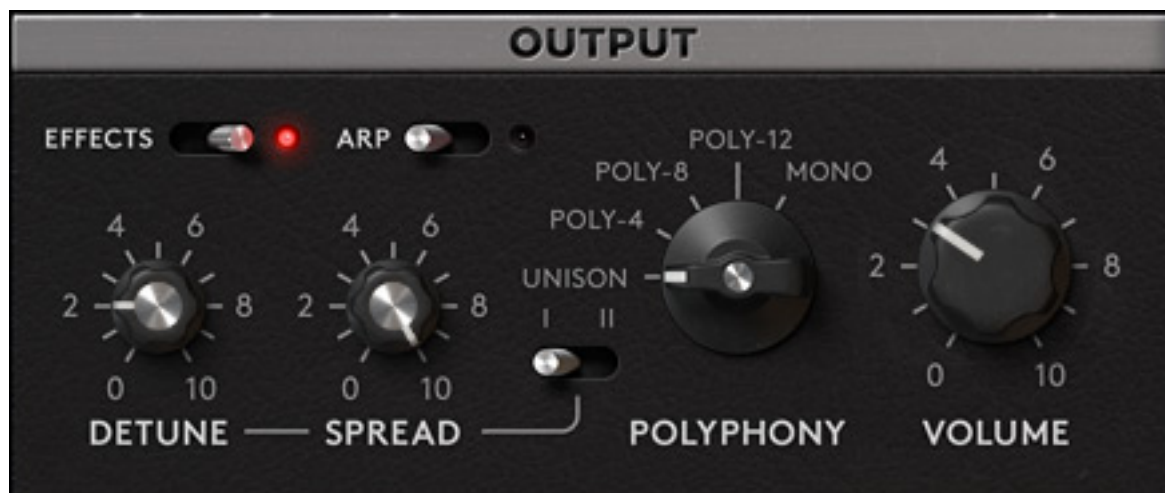 OUTPUT
EFFECTS ARP
POLY-12
POLY-8 MONO
POLY-4
UNISON
I II
4 6
2 8
0 10
DETUNE
4 6
2 8
0 10
SPREAD
POLYPHONY
4 6
2 8
0 10
VOLUME